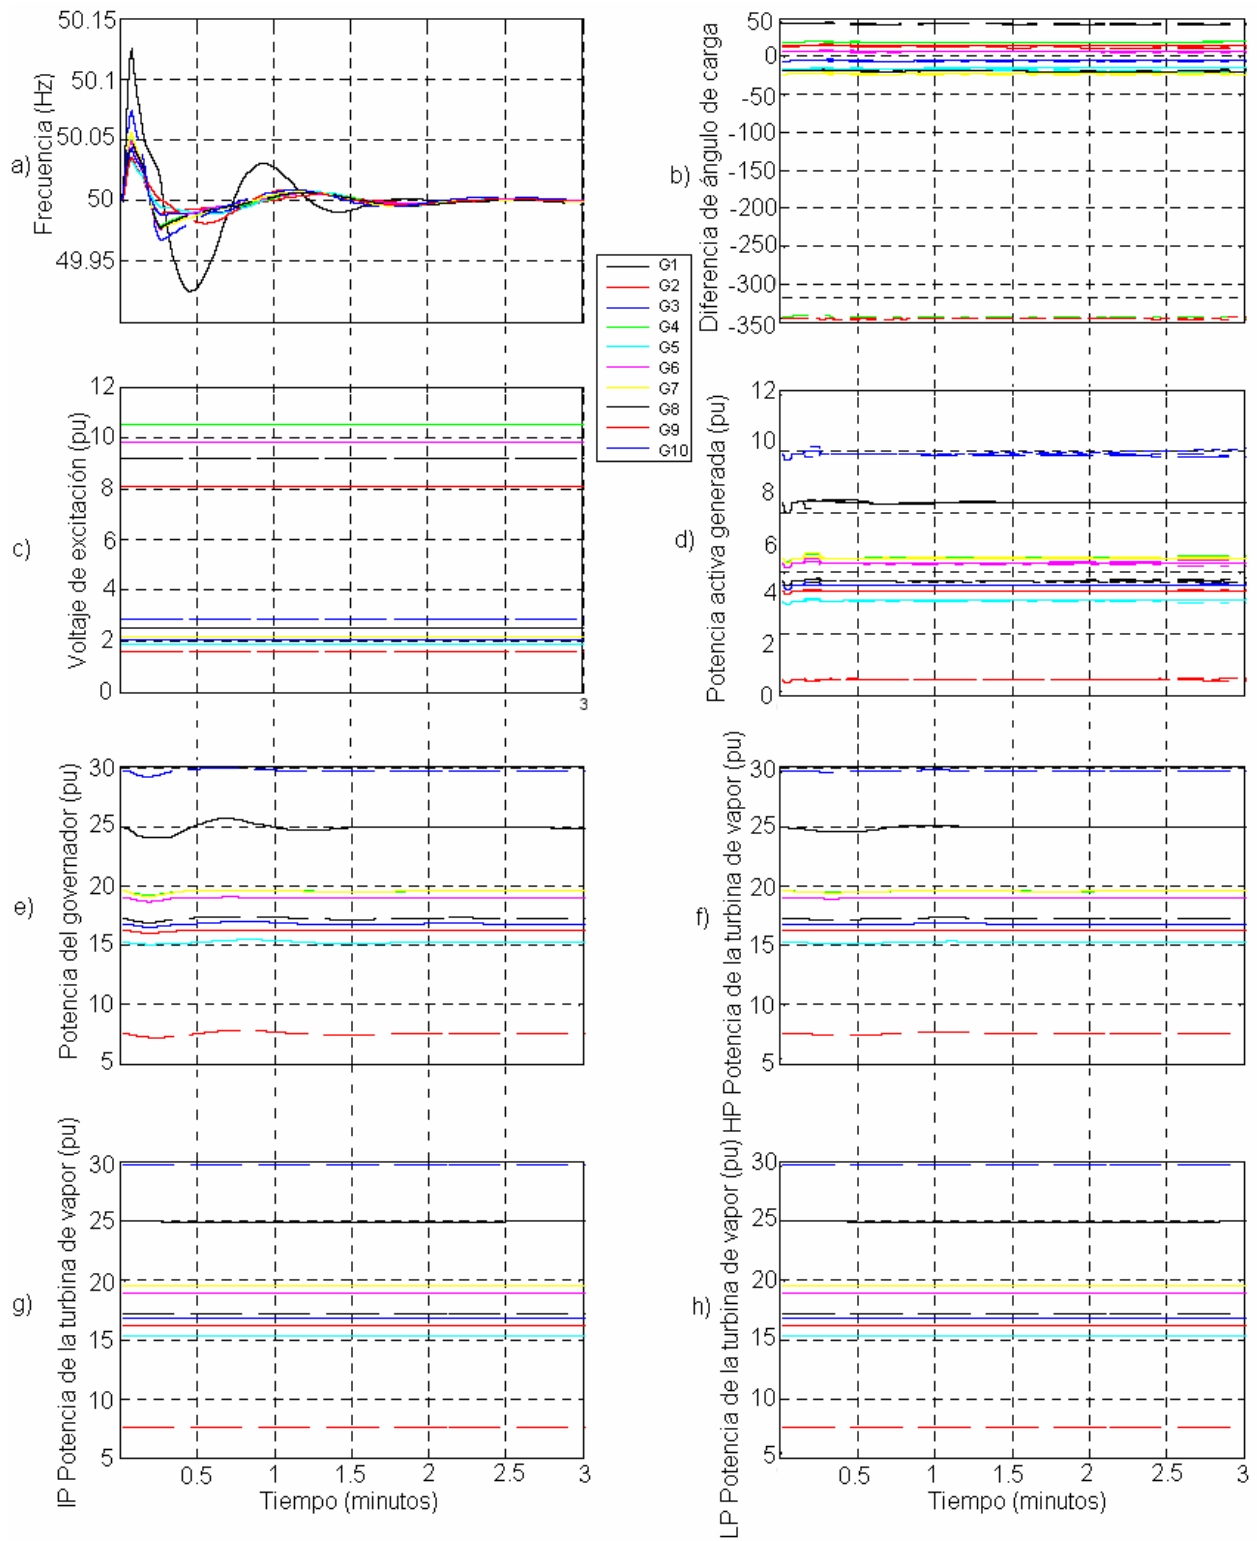 a)
Frecuencia (Hz)
50.15
50.1
50.05
50
49.95
b)
Diferencia de ángulo de carga
50
0
-50
-100
-150
-200
-250
-300
-350
G1
G2
G3
G4
G5
G6
G7
G8
G9
G10
c)
Voltaje de excitación (pu)
12
10
8
6
4
2
0
3
d)
Potencia activa generada (pu)
12
10
8
6
4
2
0
e)
Potencia del governador (pu)
30
25
20
15
10
5
f)
HP Potencia de la turbina de vapor (pu)
30
25
20
15
10
5
g)
IP Potencia de la turbina de vapor (pu)
30
25
20
15
10
5
0.5 1 1.5 2 2.5 3
Tiempo (minutos)
h)
LP Potencia de la turbina de vapor (pu)
30
25
20
15
10
5
0.5 1 1.5 2 2.5 3
Tiempo (minutos)